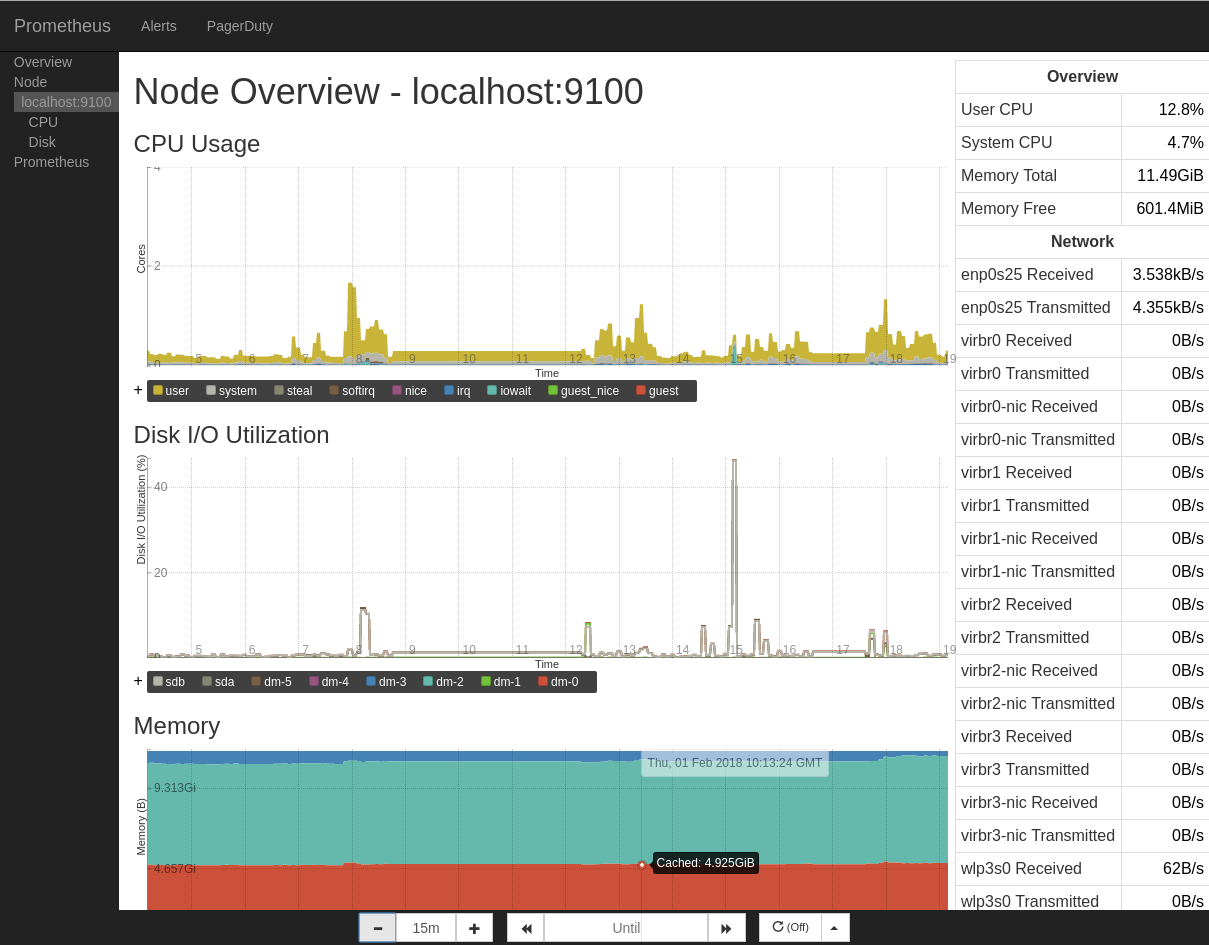 Prometheus Alerts PagerDuty
Overview
Node
localhost:9100
CPU
Disk
Prometheus
Node Overview - localhost:9100
CPU Usage
4
2
0
Cores
5 6 7 8 9 10 11 12 13 14 15 16 17 18 19
Time
+ user system steal softirq nice irq iowait guest_nice guest
Disk I/O Utilization
40
20
0
Disk I/O Utilization (%)
5 6 7 8 9 10 11 12 13 14 15 16 17 18 19
Time
+ sdb sda dm-5 dm-4 dm-3 dm-2 dm-1 dm-0
Memory
Thu, 01 Feb 2018 10:13:24 GMT
9.313Gi
Memory (B)
Cached: 4.925GiB
4.657Gi
Overview
User CPU 12.8%
System CPU 4.7%
Memory Total 11.49GiB
Memory Free 601.4MiB
Network
enp0s25 Received 3.538kB/s
enp0s25 Transmitted 4.355kB/s
virbr0 Received 0B/s
virbr0 Transmitted 0B/s
virbr0-nic Received 0B/s
virbr0-nic Transmitted 0B/s
virbr1 Received 0B/s
virbr1 Transmitted 0B/s
virbr1-nic Received 0B/s
virbr1-nic Transmitted 0B/s
virbr2 Received 0B/s
virbr2 Transmitted 0B/s
virbr2-nic Received 0B/s
virbr2-nic Transmitted 0B/s
virbr3 Received 0B/s
virbr3 Transmitted 0B/s
virbr3-nic Received 0B/s
virbr3-nic Transmitted 0B/s
wlp3s0 Received 62B/s
wlp3s0 Transmitted 0B/s
15m Until (Off)